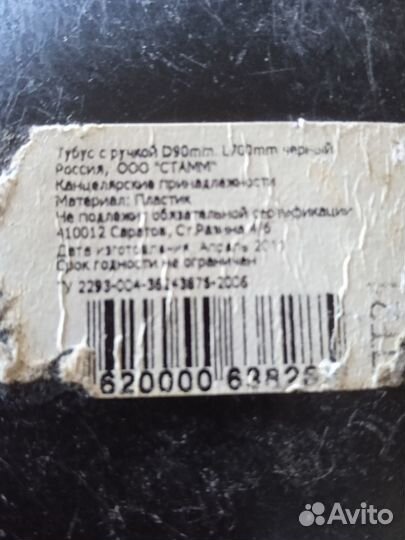 Тубус с ручкой D90mm. L700mm черный
Россия, ООО "СТАММ"
Канцелярские принадлежности
Материал: Пластик
Не подлежит обязательной сертификации
410012 Саратов, Ст.Разина 4/6
Дата изготовления. Апрель
Срок годности не ограничен
ТУ 2293-004-36243675-2006
620000 63825
Avito